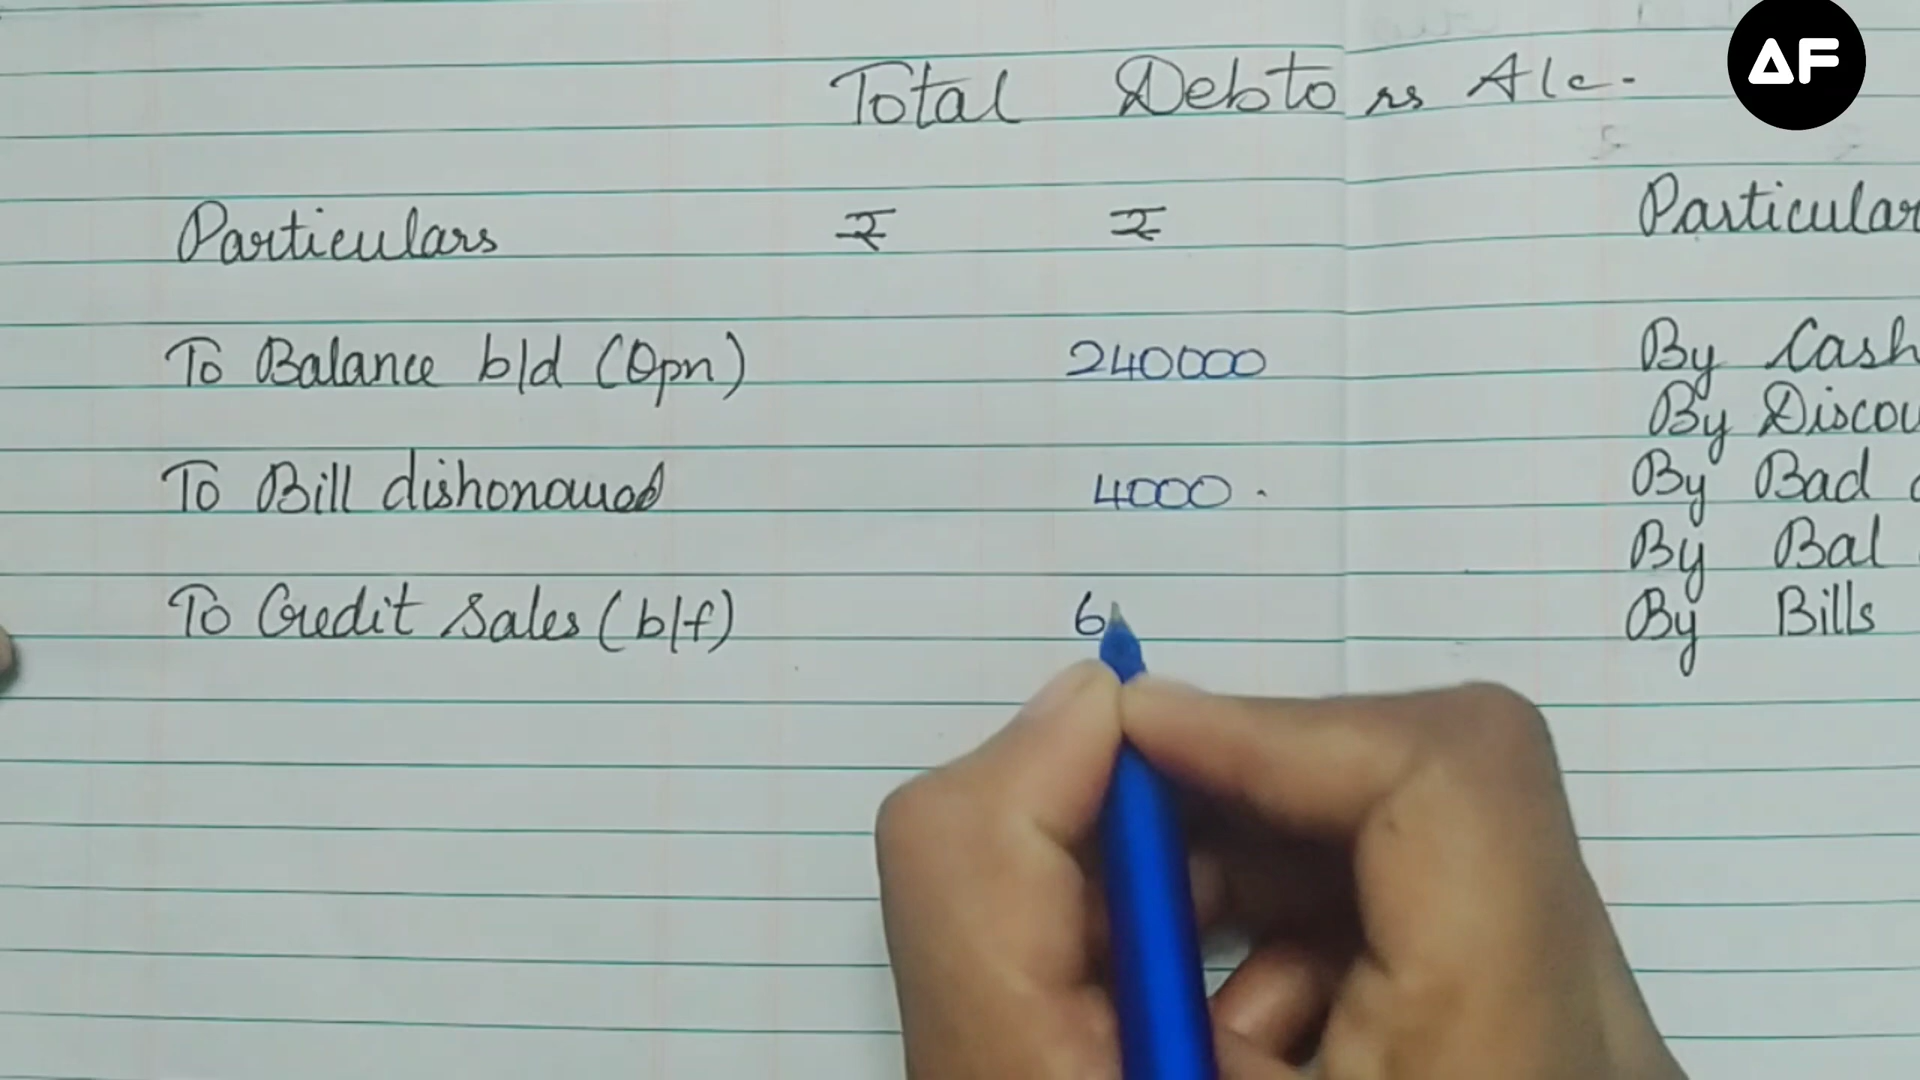 AF
Total Debtors A/c.
Particulars ₹ ₹ Particular
To Balance b/d (Opn) 240000 By Cash
By Discou
To Bill dishonoured 4000. By Bad
By Bal
To Credit Sales (b/f) 6 By Bills